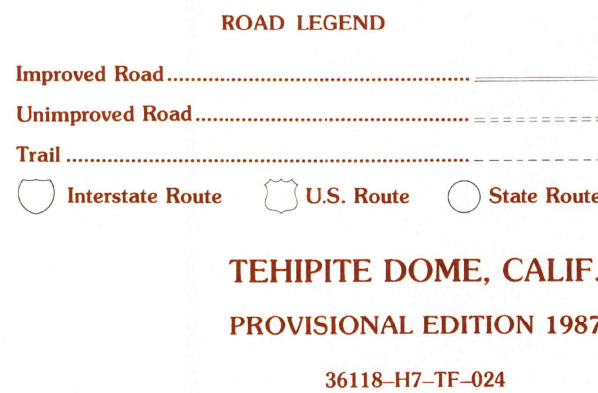 ROAD LEGEND
Improved Road
Unimproved Road
Trail
Interstate Route U.S. Route State Route
TEHIPITE DOME, CALIF.
PROVISIONAL EDITION 1987
36118–H7–TF–024